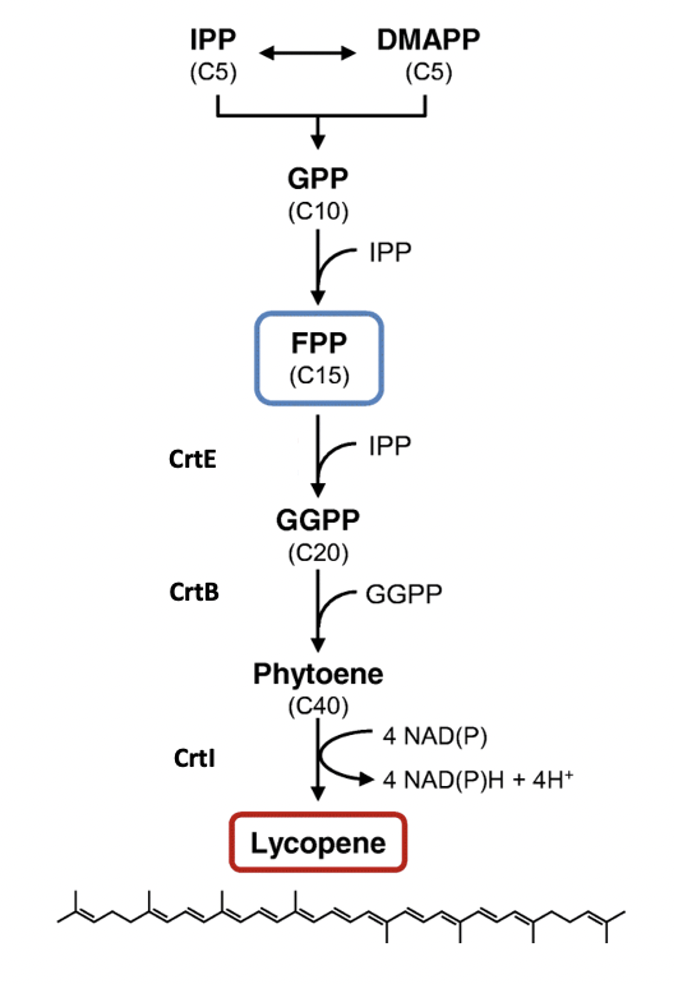 IPP DMAPP
(C5) (C5)
GPP
(C10)
IPP
FPP
(C15)
CrtE IPP
GGPP
(C20)
CrtB GGPP
Phytoene
(C40)
4 NAD(P)
CrtI
4 NAD(P)H + 4H⁺
Lycopene